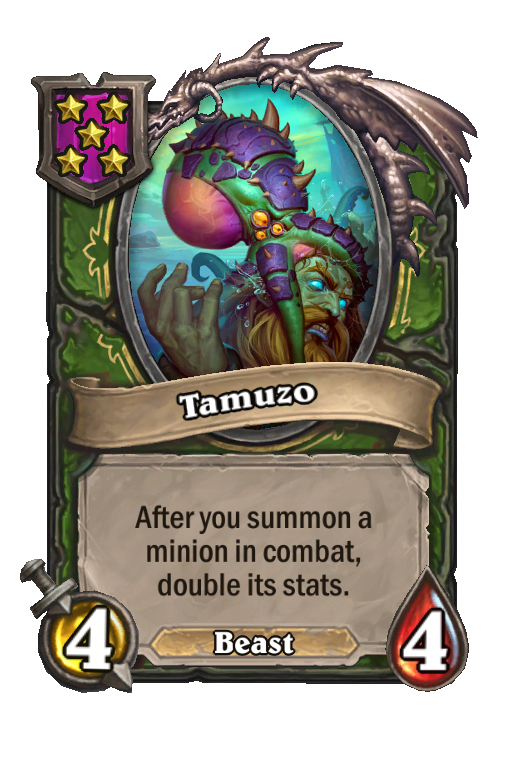 Tamuzo
After you summon a
minion in combat,
double its stats.
4
Beast
4